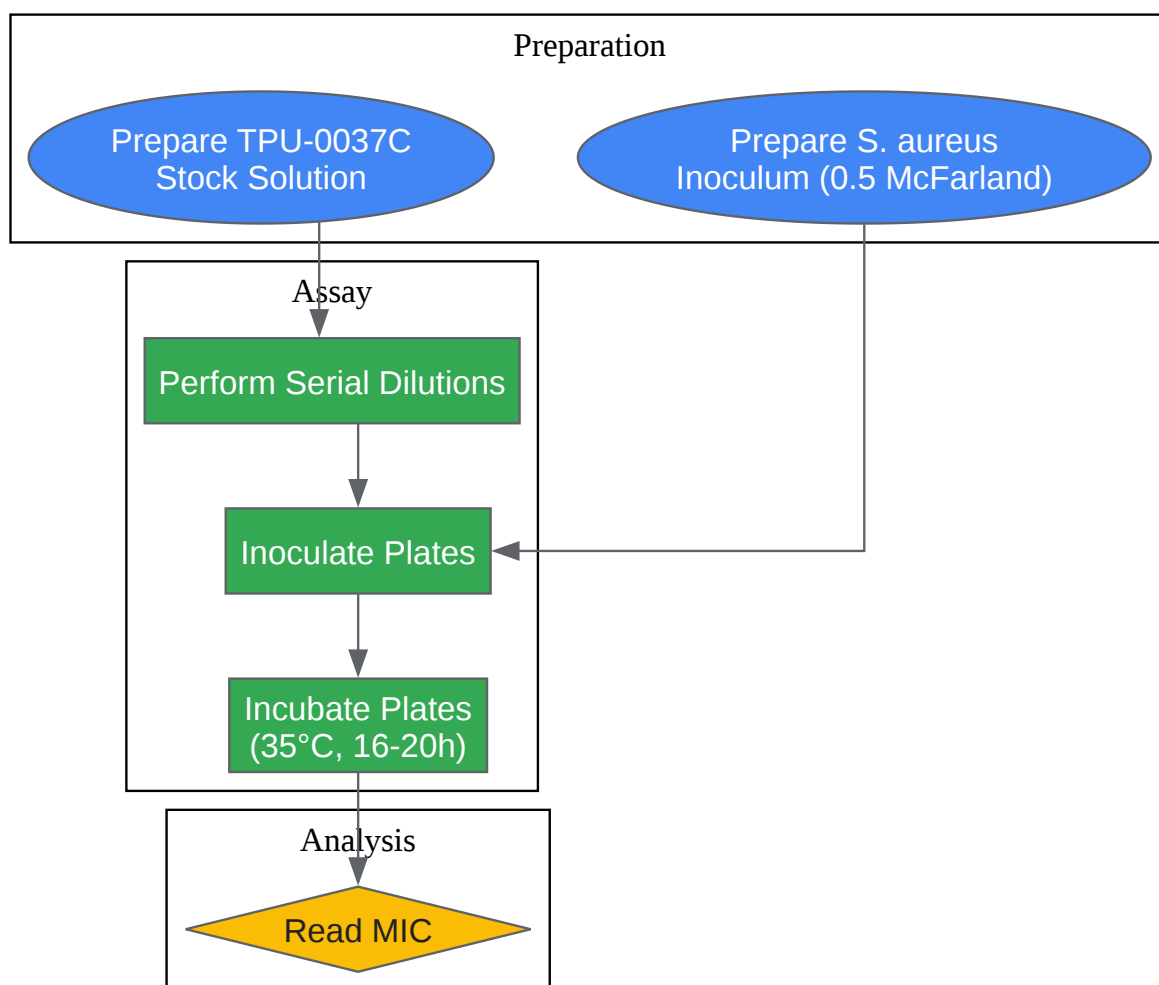 Preparation
Prepare TPU-0037C
Stock Solution
Prepare S. aureus
Inoculum (0.5 McFarland)
Assay
Perform Serial Dilutions
Inoculate Plates
Incubate Plates
(35°C, 16-20h)
Analysis
Read MIC